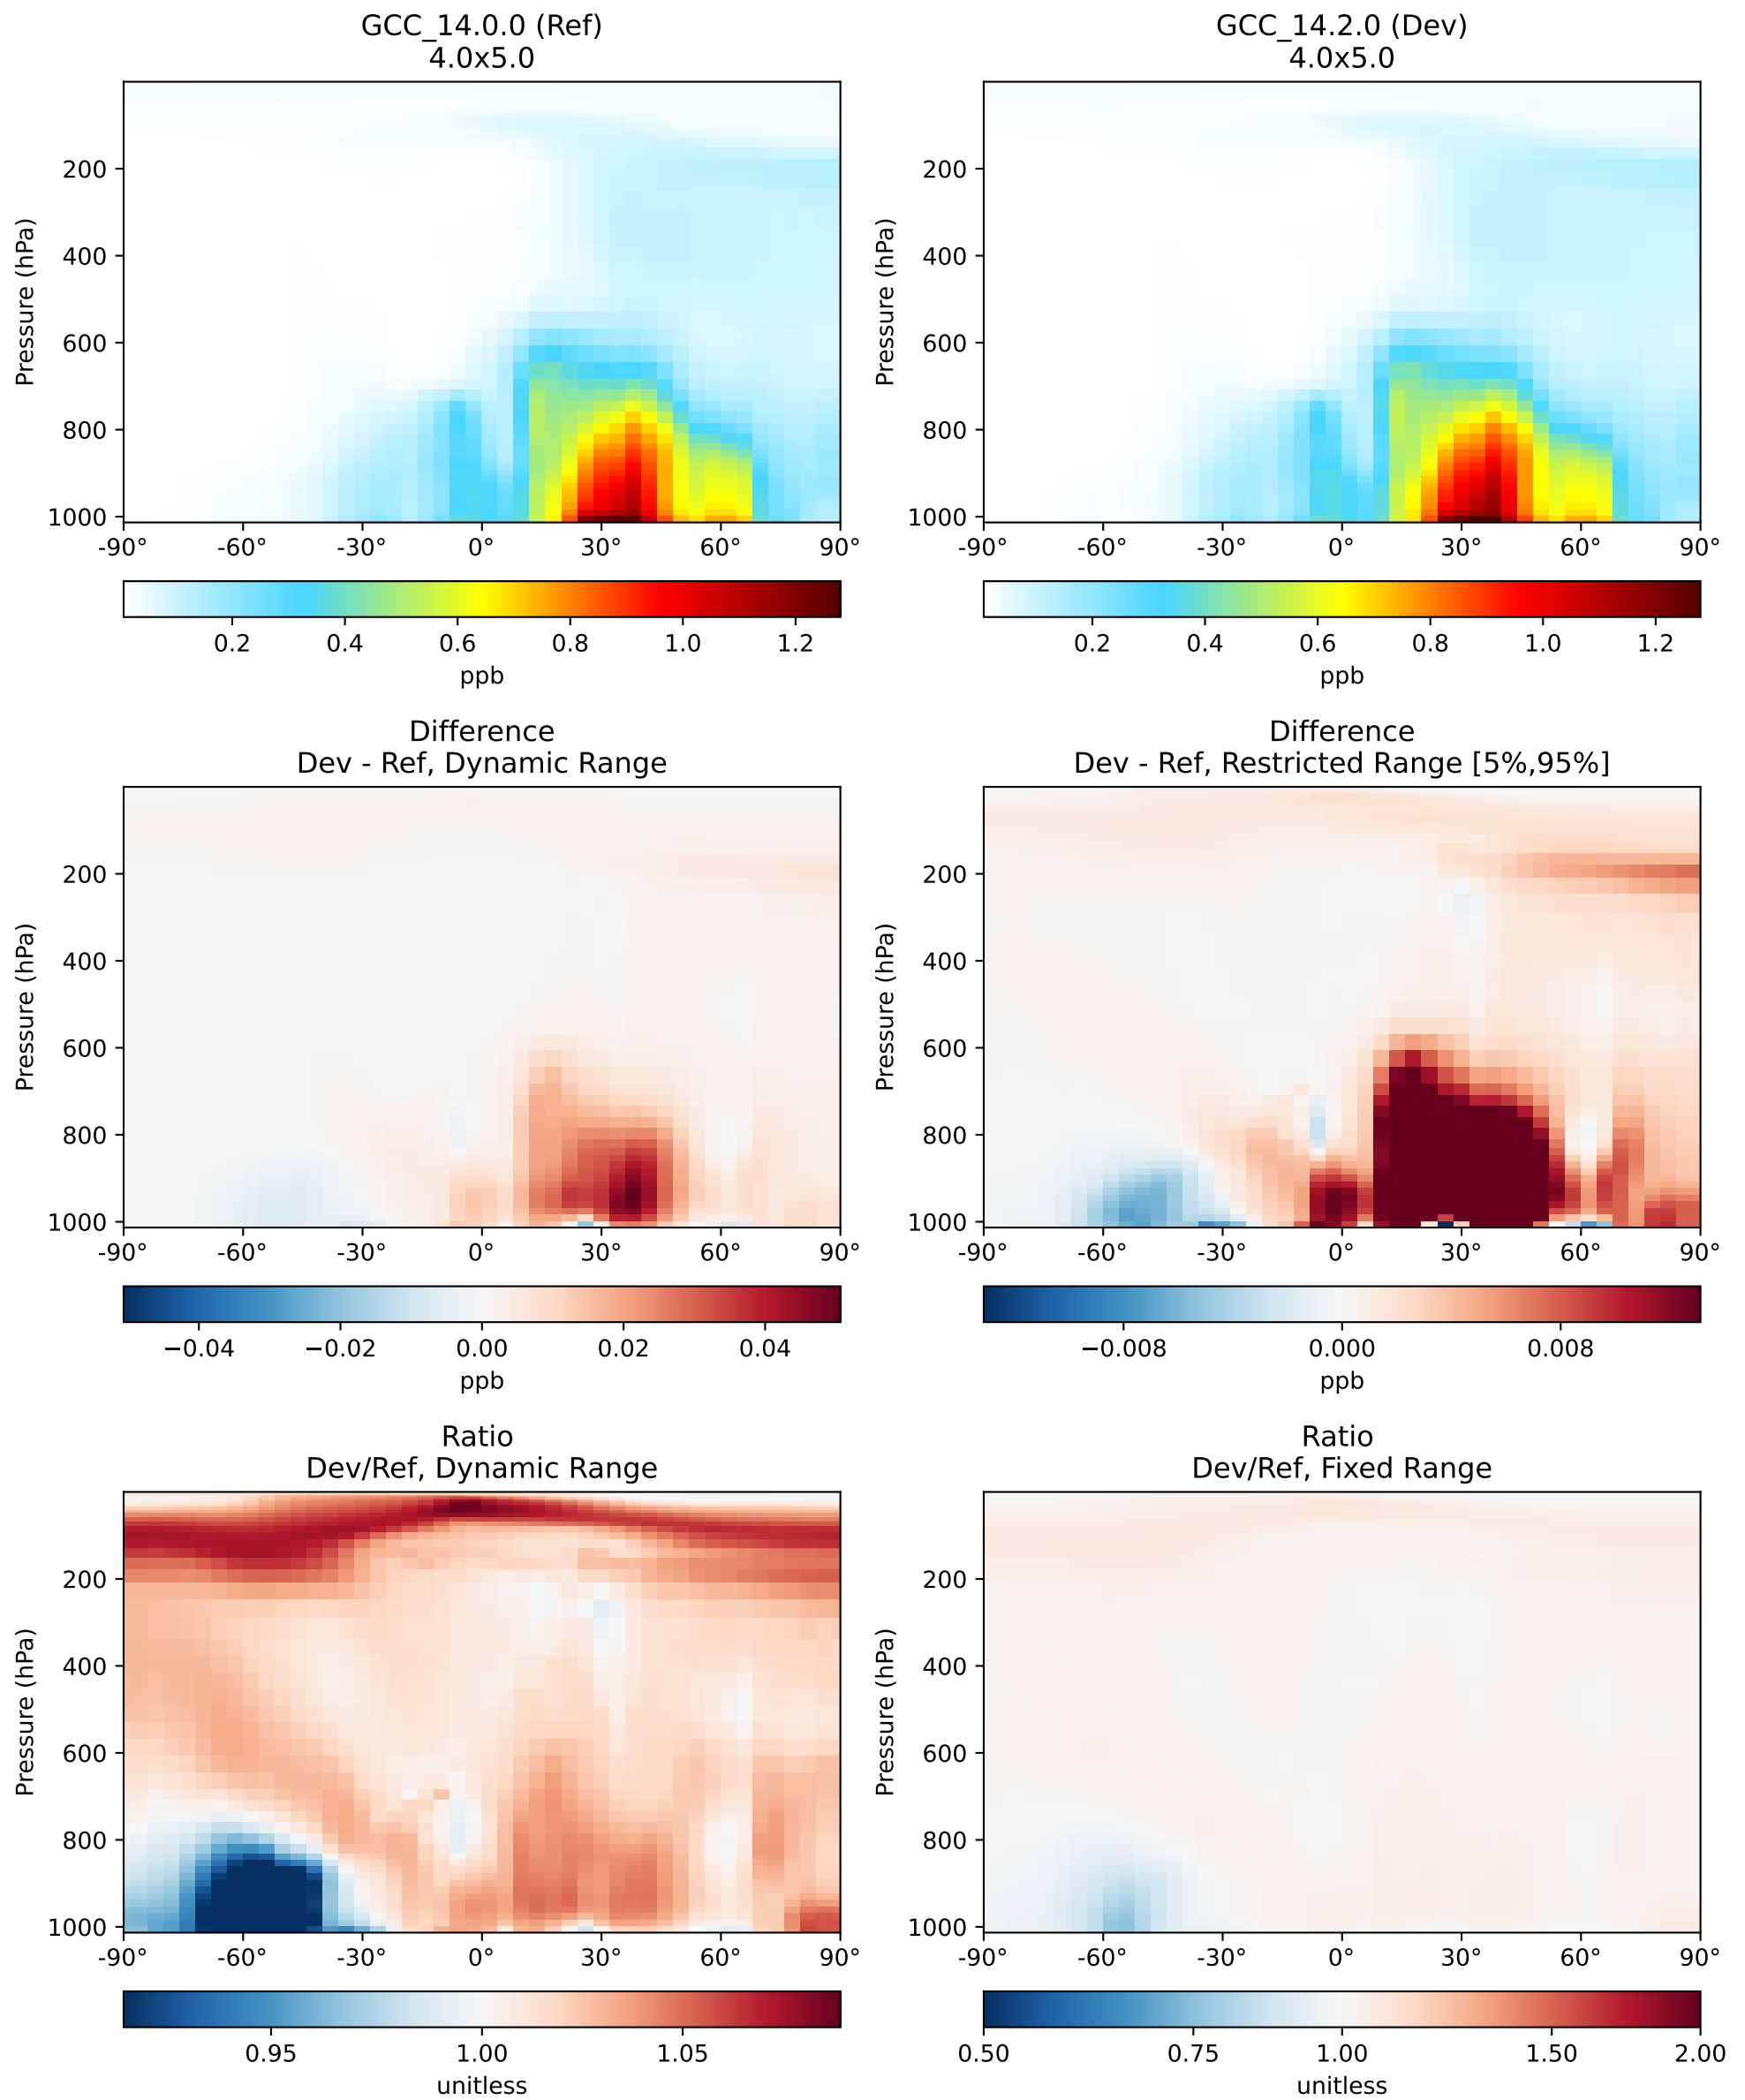 GCC_14.0.0 (Ref)
4.0x5.0
Pressure (hPa)
200
400
600
800
1000
-90° -60° -30° 0° 30° 60° 90°
0.2 0.4 0.6 0.8 1.0 1.2
ppb
GCC_14.2.0 (Dev)
4.0x5.0
Pressure (hPa)
200
400
600
800
1000
-90° -60° -30° 0° 30° 60° 90°
0.2 0.4 0.6 0.8 1.0 1.2
ppb
Difference
Dev - Ref, Dynamic Range
Pressure (hPa)
200
400
600
800
1000
-90° -60° -30° 0° 30° 60° 90°
−0.04 −0.02 0.00 0.02 0.04
ppb
Difference
Dev - Ref, Restricted Range [5%,95%]
Pressure (hPa)
200
400
600
800
1000
-90° -60° -30° 0° 30° 60° 90°
−0.008 0.000 0.008
ppb
Ratio
Dev/Ref, Dynamic Range
Pressure (hPa)
200
400
600
800
1000
-90° -60° -30° 0° 30° 60° 90°
0.95 1.00 1.05
unitless
Ratio
Dev/Ref, Fixed Range
Pressure (hPa)
200
400
600
800
1000
-90° -60° -30° 0° 30° 60° 90°
0.50 0.75 1.00 1.50 2.00
unitless